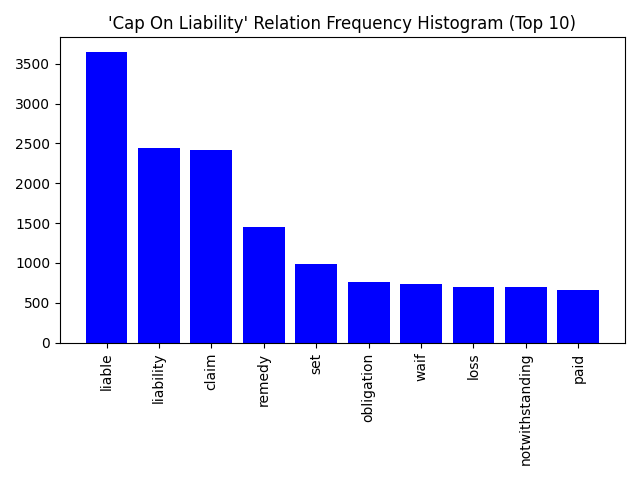 'Cap On Liability' Relation Frequency Histogram (Top 10)
3500
3000
2500
2000
1500
1000
500
0
liable
liability
claim
remedy
set
obligation
waif
loss
notwithstanding
paid